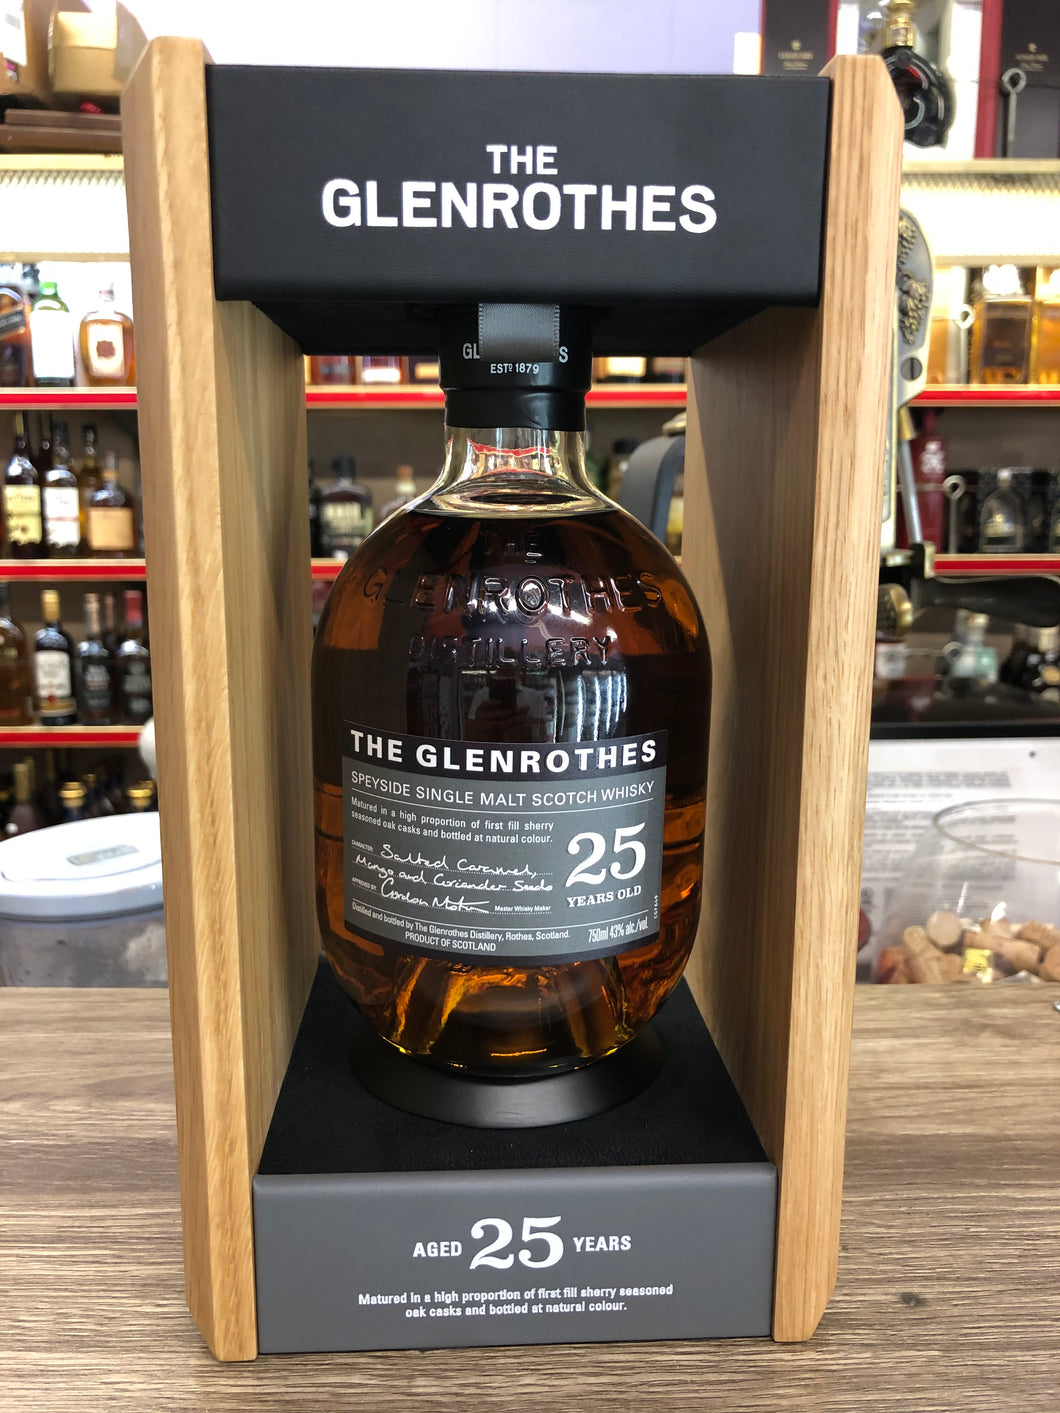 THE
GLENROTHES
ESTD 1879
THE
GLENROTHES
DISTILLERY
THE GLENROTHES
SPEYSIDE SINGLE MALT SCOTCH WHISKY
Matured in a high proportion of first fill sherry
seasoned oak casks and bottled at natural colour.
CHARACTER: Salted Caramel,
Mango and Coriander Seeds
APPROVED BY:
Master Whisky Maker
25
YEARS OLD
Distilled and bottled by The Glenrothes Distillery, Rothes, Scotland.
PRODUCT OF SCOTLAND
750ml 43% alc./vol.
AGED 25 YEARS
Matured in a high proportion of first fill sherry seasoned
oak casks and bottled at natural colour.